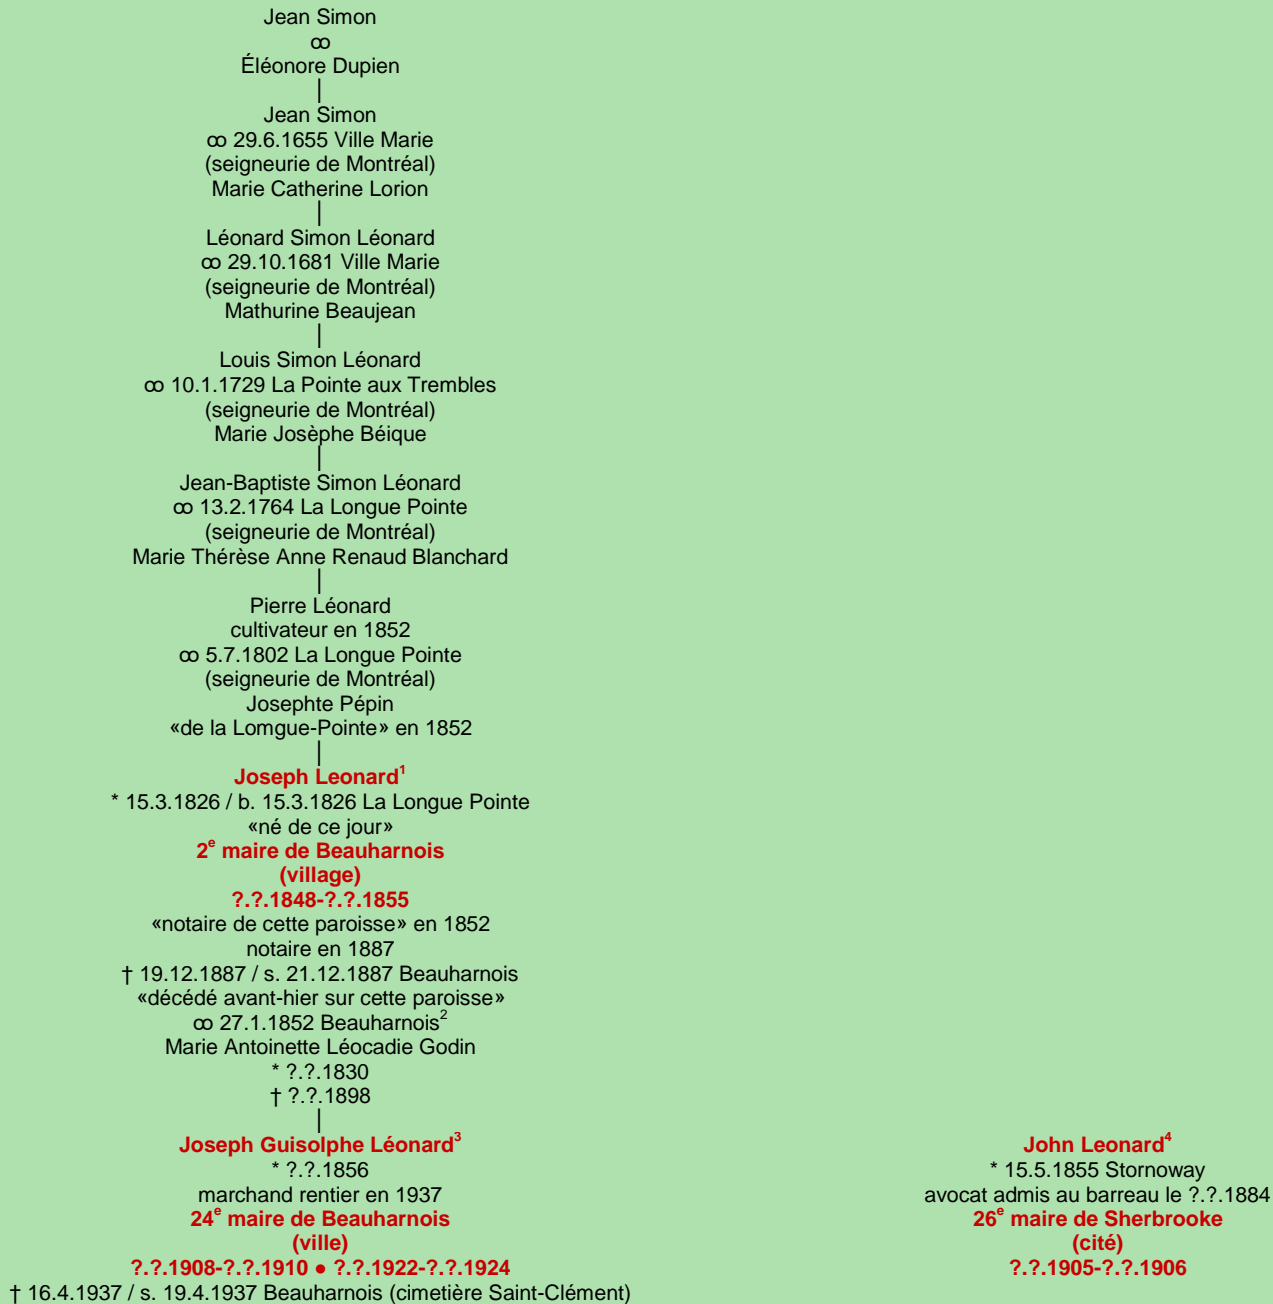 Jean Simon
ꝏ
Éléonore Dupien
|
Jean Simon
ꝏ 29.6.1655 Ville Marie
(seigneurie de Montréal)
Marie Catherine Lorion
|
Léonard Simon Léonard
ꝏ 29.10.1681 Ville Marie
(seigneurie de Montréal)
Mathurine Beaujean
|
Louis Simon Léonard
ꝏ 10.1.1729 La Pointe aux Trembles
(seigneurie de Montréal)
Marie Josèphe Béique
|
Jean-Baptiste Simon Léonard
ꝏ 13.2.1764 La Longue Pointe
(seigneurie de Montréal)
Marie Thérèse Anne Renaud Blanchard
|
Pierre Léonard
cultivateur en 1852
ꝏ 5.7.1802 La Longue Pointe
(seigneurie de Montréal)
Josephte Pépin
«de la Lomgue-Pointe» en 1852
|
Joseph Leonard¹
* 15.3.1826 / b. 15.3.1826 La Longue Pointe
«né de ce jour»
2ᵉ maire de Beauharnois
(village)
?.?.1848-?.?.1855
«notaire de cette paroisse» en 1852
notaire en 1887
† 19.12.1887 / s. 21.12.1887 Beauharnois
«décédé avant-hier sur cette paroisse»
ꝏ 27.1.1852 Beauharnois²
Marie Antoinette Léocadie Godin
* ?.?.1830
† ?.?.1898
|
Joseph Guisolphe Léonard³
* ?.?.1856
marchand rentier en 1937
24ᵉ maire de Beauharnois
(ville)
?.?.1908-?.?.1910 ● ?.?.1922-?.?.1924
† 16.4.1937 / s. 19.4.1937 Beauharnois (cimetière Saint-Clément)
John Leonard⁴
* 15.5.1855 Stornoway
avocat admis au barreau le ?.?.1884
26ᵉ maire de Sherbrooke
(cité)
?.?.1905-?.?.1906